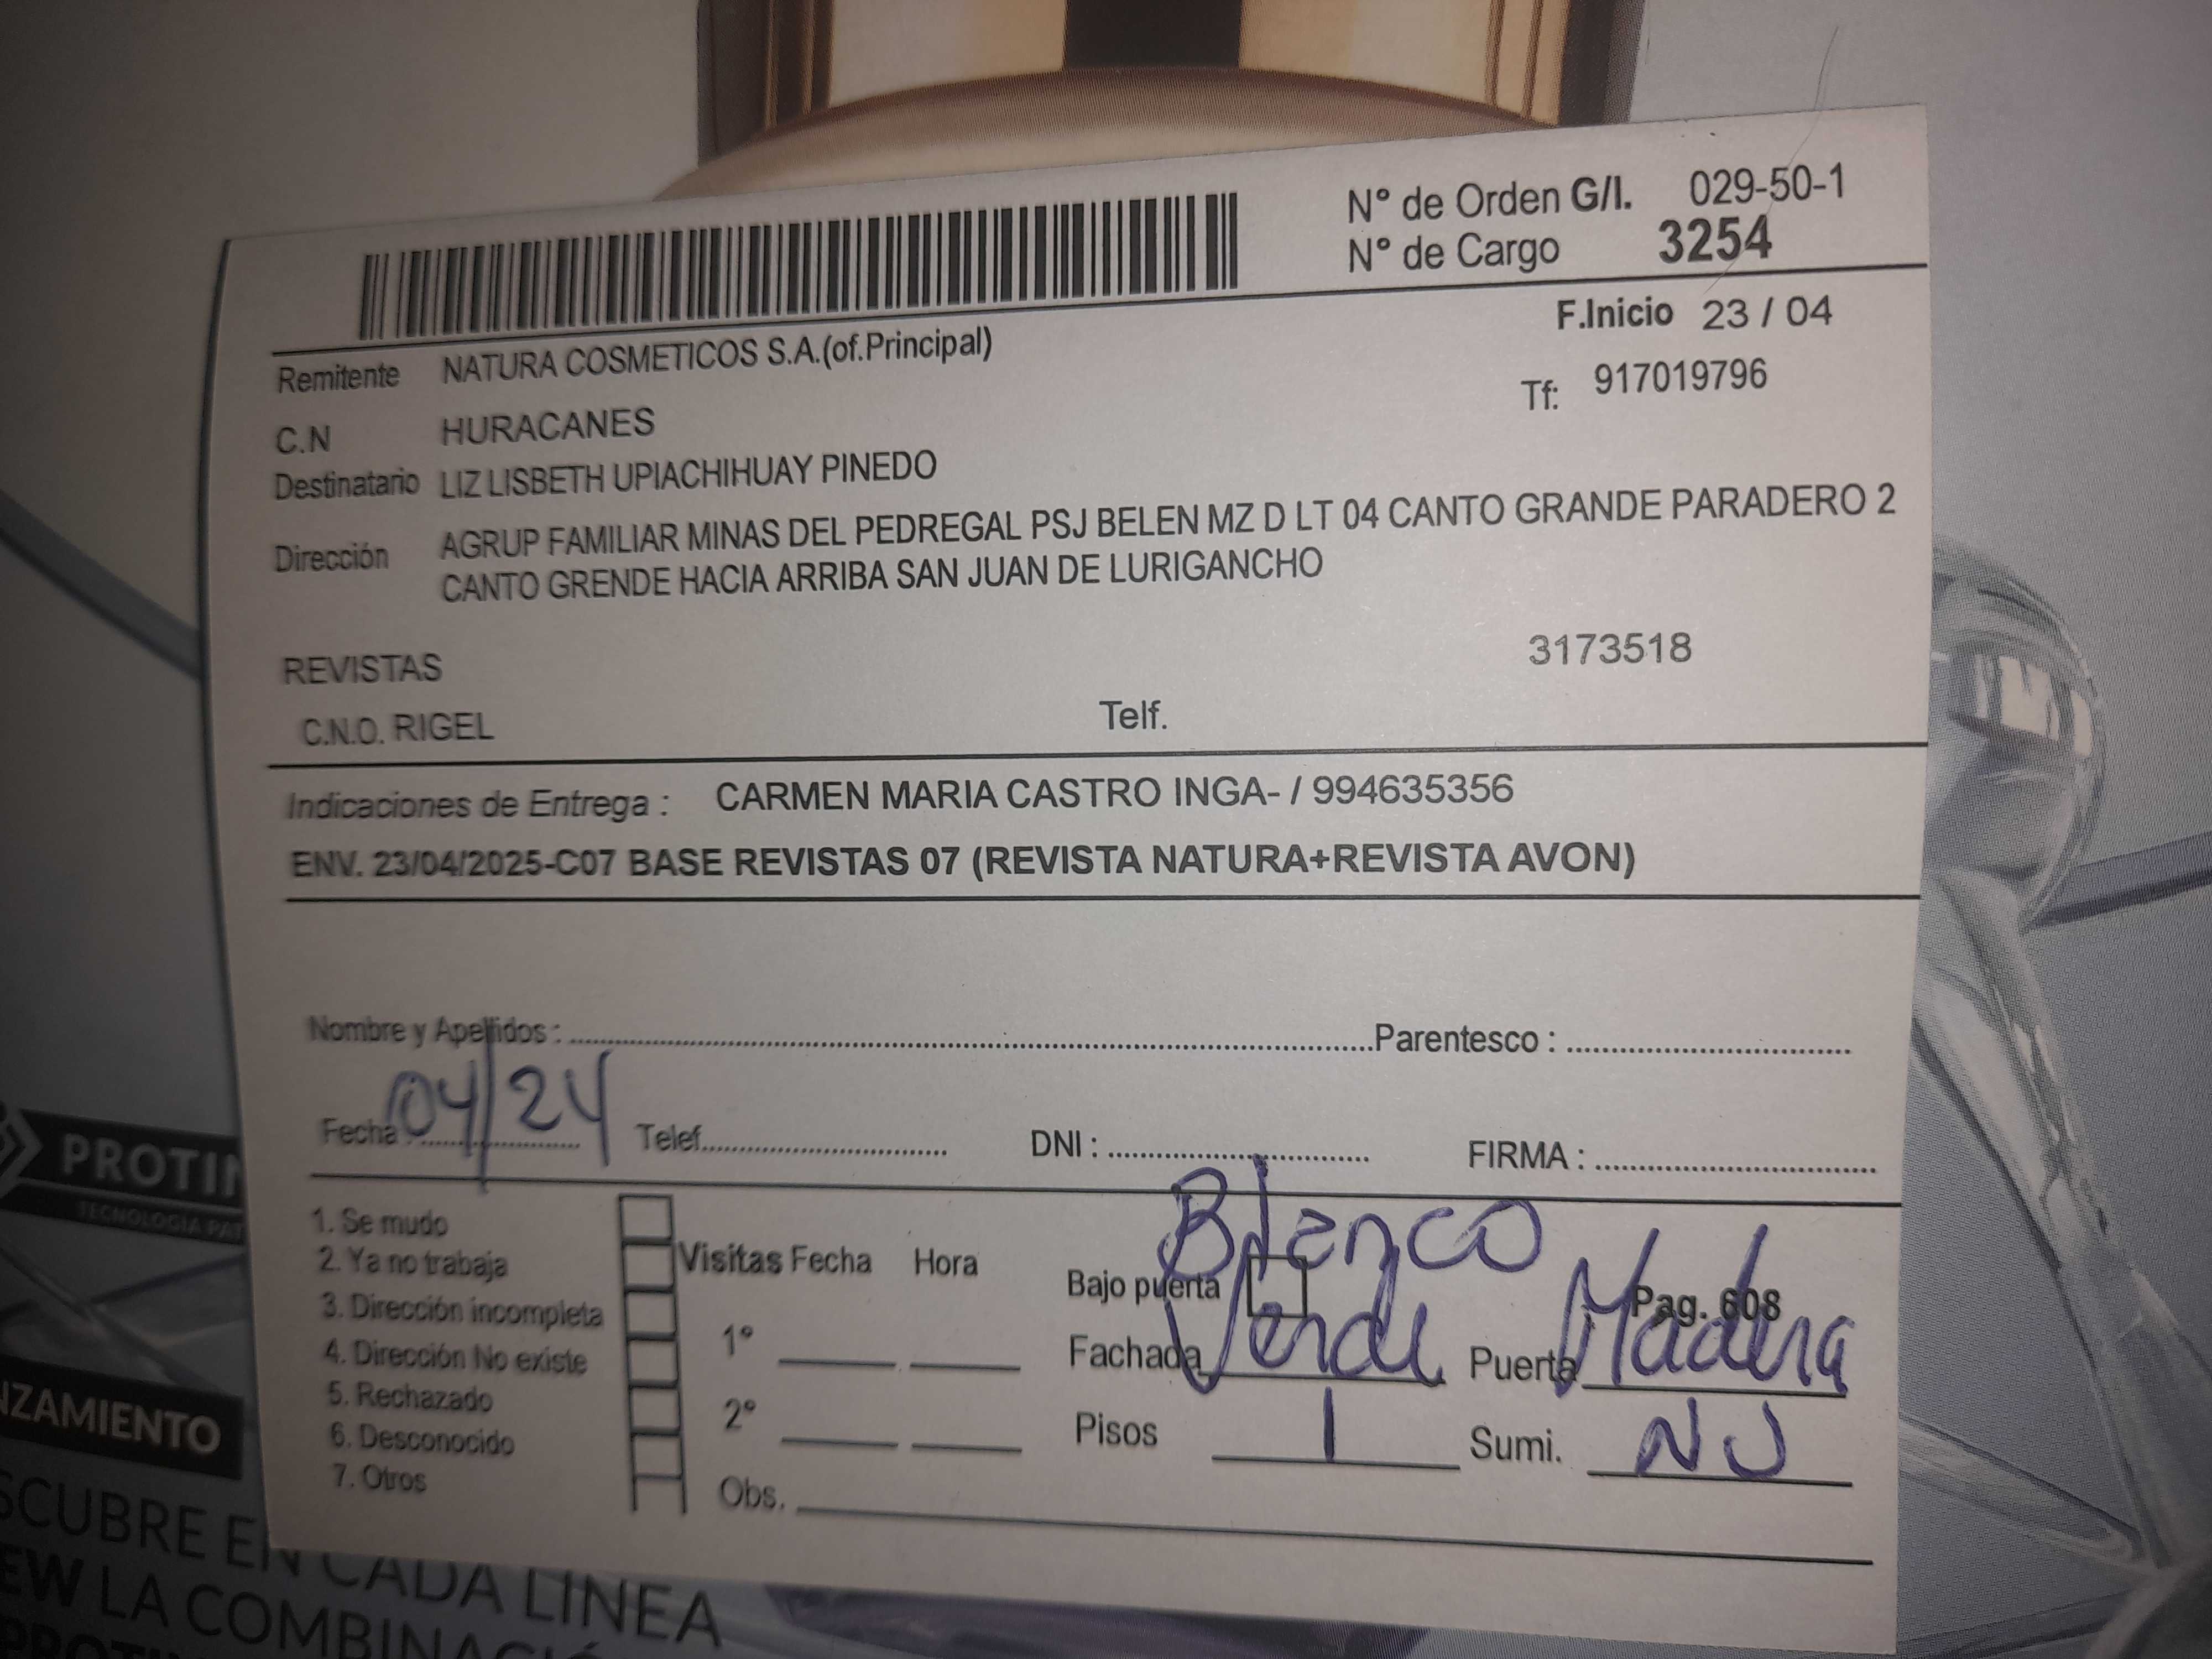 N° de Orden G/I. 029-50-1
N° de Cargo 3254
F.Inicio 23 / 04
Remitente NATURA COSMETICOS S.A.(of.Principal)
Tf: 917019796
C.N HURACANES
Destinatario LIZ LISBETH UPIACHIHUAY PINEDO
Dirección AGRUP FAMILIAR MINAS DEL PEDREGAL PSJ BELEN MZ D LT 04 CANTO GRANDE PARADERO 2
CANTO GRENDE HACIA ARRIBA SAN JUAN DE LURIGANCHO
REVISTAS 3173518
C.N.O. RIGEL Telf.
Indicaciones de Entrega : CARMEN MARIA CASTRO INGA- / 994635356
ENV. 23/04/2025-C07 BASE REVISTAS 07 (REVISTA NATURA+REVISTA AVON)
Nombre y Apellidos : Parentesco :
Fecha : 04/24 Telef. DNI : FIRMA :
1. Se mudo
2. Ya no trabaja
3. Dirección incompleta
4. Dirección No existe
5. Rechazado
6. Desconocido
7. Otros
Visitas Fecha Hora
1°
2°
Obs.
Blanco
Bajo puerta Pag. 608
Fachada Verde Puerta Madera
Pisos 1 Sumi.
TECNOLOGÍA
NZAMIENTO
SCUBRE EN CADA LINEA
EW LA COMBINACIÓ